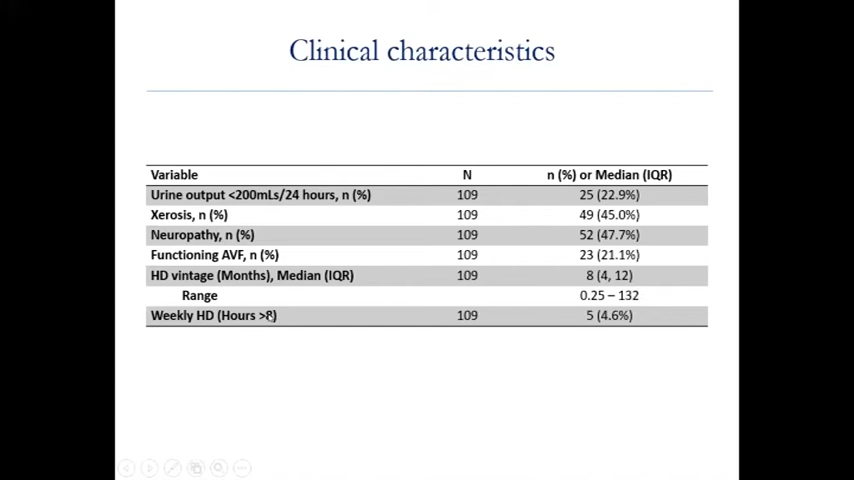 Clinical characteristics
Variable N n (%) or Median (IQR)
Urine output <200mLs/24 hours, n (%) 109 25 (22.9%)
Xerosis, n (%) 109 49 (45.0%)
Neuropathy, n (%) 109 52 (47.7%)
Functioning AVF, n (%) 109 23 (21.1%)
HD vintage (Months), Median (IQR) 109 8 (4, 12)
Range 0.25 – 132
Weekly HD (Hours >8) 109 5 (4.6%)